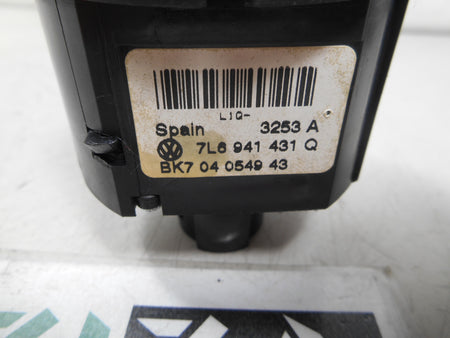 L1Q-
Spain 3253 A
7L6 941 431 Q
BK7 04 0549 43